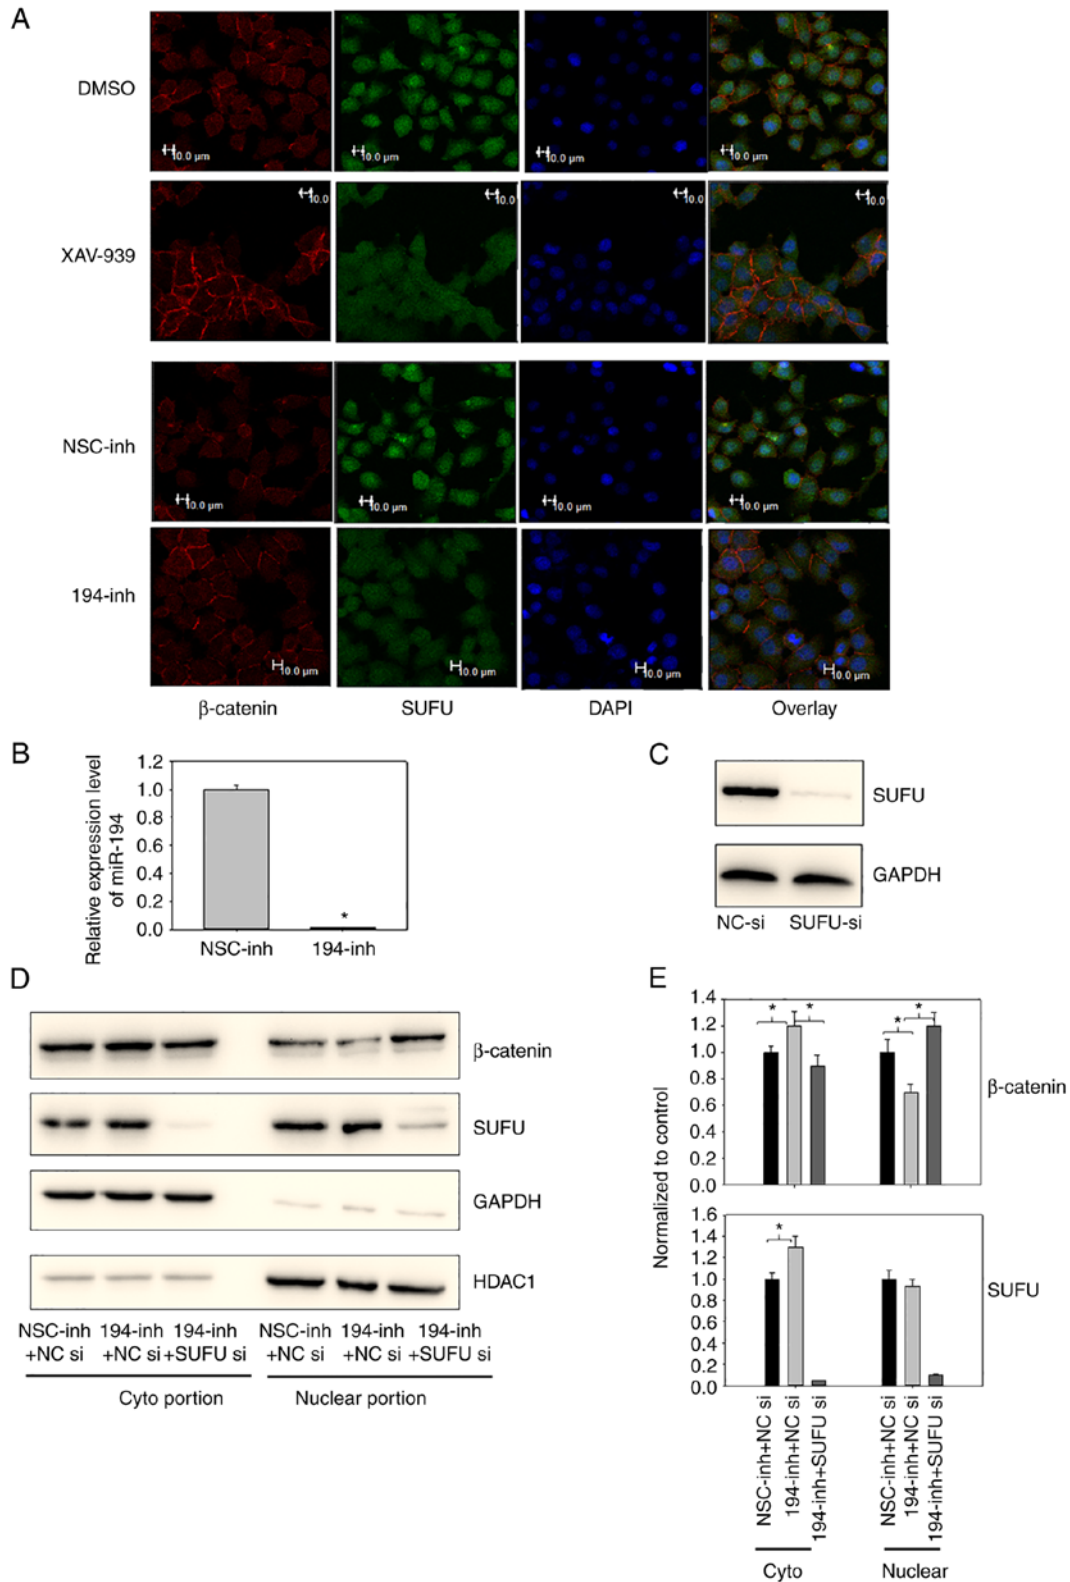 A
DMSO
10.0 µm 10.0 µm 10.0 µm 10.0 µm
XAV-939
10.0 10.0 10.0 10.0
NSC-inh
10.0 µm 10.0 µm 10.0 µm 10.0 µm
194-inh
10.0 µm 10.0 µm 10.0 µm 10.0 µm
β-catenin SUFU DAPI Overlay
B
Relative expression level
of miR-194
1.2
1.0
0.8
0.6
0.4
0.2
0.0
*
NSC-inh 194-inh
C
SUFU
GAPDH
NC-si SUFU-si
D
β-catenin
SUFU
GAPDH
HDAC1
NSC-inh 194-inh 194-inh NSC-inh 194-inh 194-inh
+NC si +NC si +SUFU si +NC si +NC si +SUFU si
Cyto portion Nuclear portion
E
Normalized to control
1.4
1.2
1.0
0.8
0.6
0.4
0.2
0.0
* * * *
β-catenin
1.6
1.4
1.2
1.0
0.8
0.6
0.4
0.2
0.0
*
SUFU
NSC-inh+NC si
194-inh+NC si
194-inh+SUFU si
NSC-inh+NC si
194-inh+NC si
194-inh+SUFU si
Cyto Nuclear